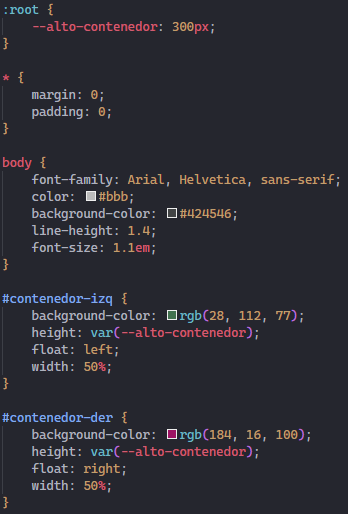 :root {
    --alto-contenedor: 300px;
}

* {
    margin: 0;
    padding: 0;
}

body {
    font-family: Arial, Helvetica, sans-serif;
    color: #bbb;
    background-color: #424546;
    line-height: 1.4;
    font-size: 1.1em;
}

#contenedor-izq {
    background-color: rgb(28, 112, 77);
    height: var(--alto-contenedor);
    float: left;
    width: 50%;
}

#contenedor-der {
    background-color: rgb(184, 16, 100);
    height: var(--alto-contenedor);
    float: right;
    width: 50%;
}